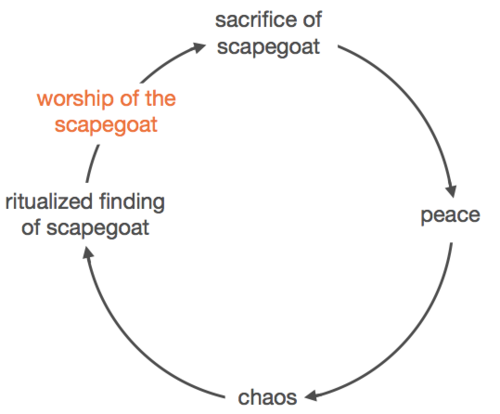 sacrifice of
scapegoat
worship of the
scapegoat
ritualized finding
of scapegoat
peace
chaos